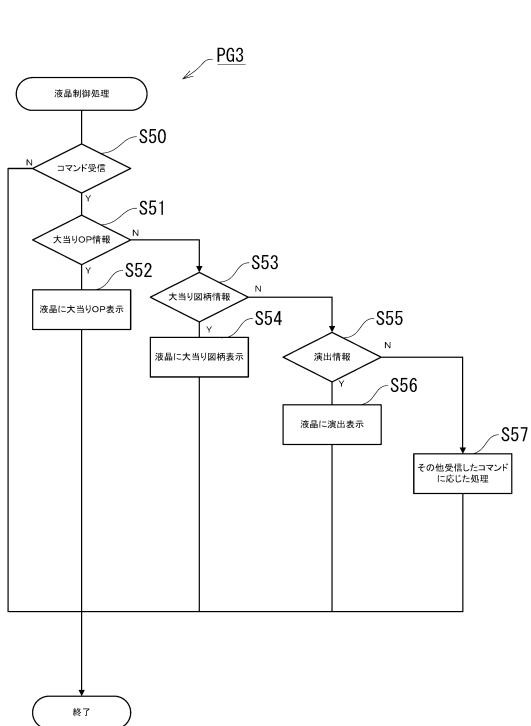 PG3
液晶制御処理
S50
コマンド受信
N
Y
S51
大当りOP情報
N
Y
S52
液晶に大当りOP表示
S53
大当り図柄情報
N
Y
S54
液晶に大当り図柄表示
S55
演出情報
N
Y
S56
液晶に演出表示
S57
その他受信したコマンド
に応じた処理
終了